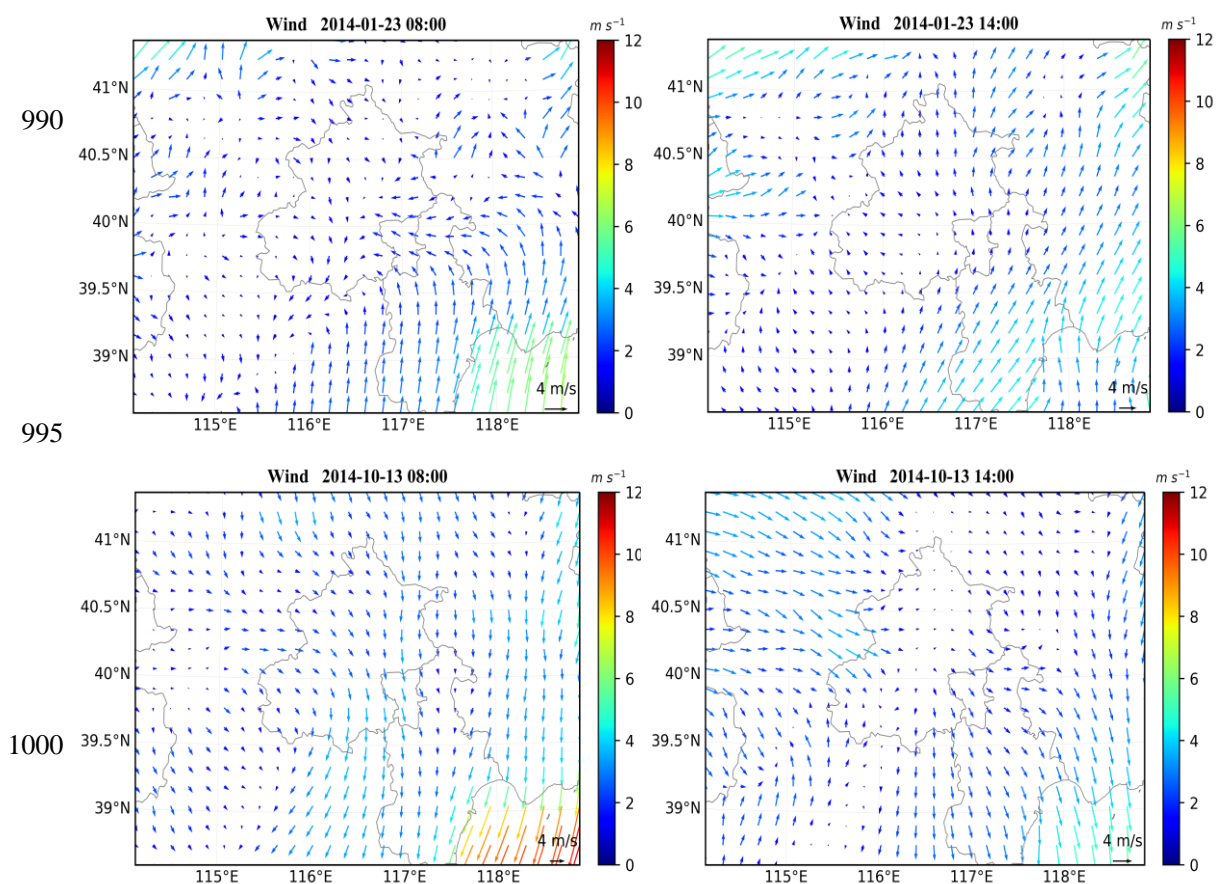 Wind 2014-01-23 08:00
m s⁻¹
12
10
8
6
4
2
0
41°N
40.5°N
40°N
39.5°N
39°N
115°E 116°E 117°E 118°E
4 m/s
Wind 2014-01-23 14:00
m s⁻¹
12
10
8
6
4
2
0
41°N
40.5°N
40°N
39.5°N
39°N
115°E 116°E 117°E 118°E
4 m/s
990
995
Wind 2014-10-13 08:00
m s⁻¹
12
10
8
6
4
2
0
41°N
40.5°N
40°N
39.5°N
39°N
115°E 116°E 117°E 118°E
4 m/s
Wind 2014-10-13 14:00
m s⁻¹
12
10
8
6
4
2
0
41°N
40.5°N
40°N
39.5°N
39°N
115°E 116°E 117°E 118°E
4 m/s
1000